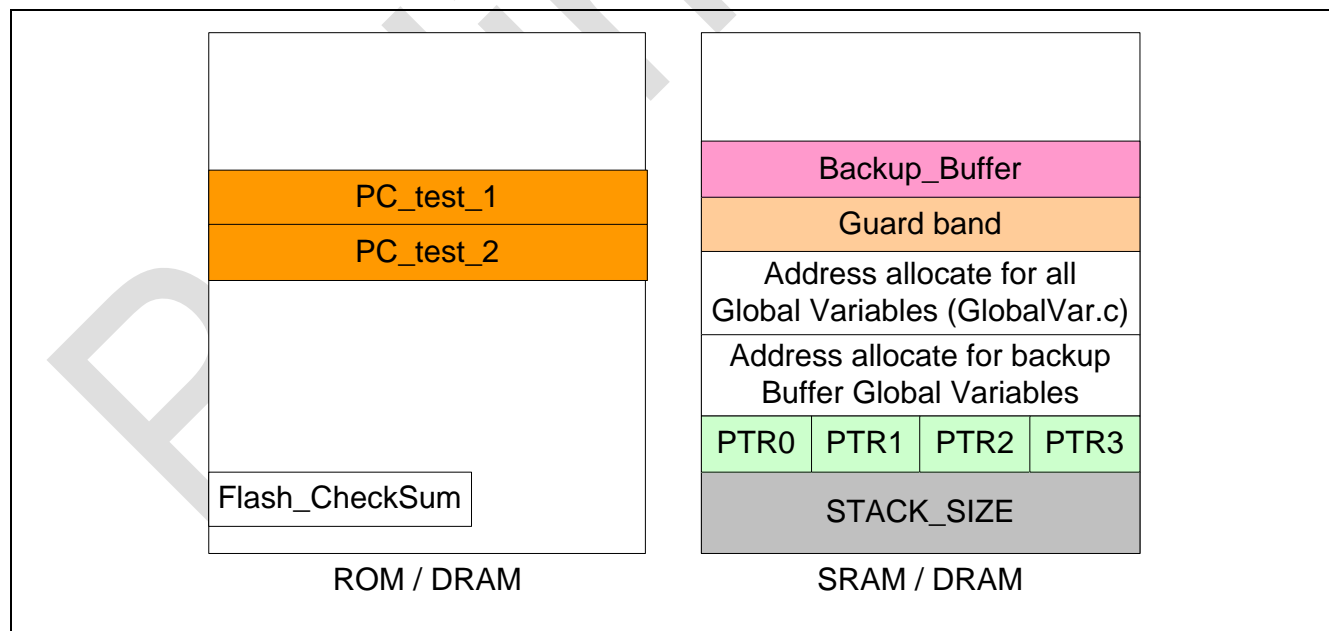 PC_test_1
PC_test_2
Flash_CheckSum
ROM / DRAM
Backup_Buffer
Guard band
Address allocate for all
Global Variables (GlobalVar.c)
Address allocate for backup
Buffer Global Variables
PTR0 PTR1 PTR2 PTR3
STACK_SIZE
SRAM / DRAM